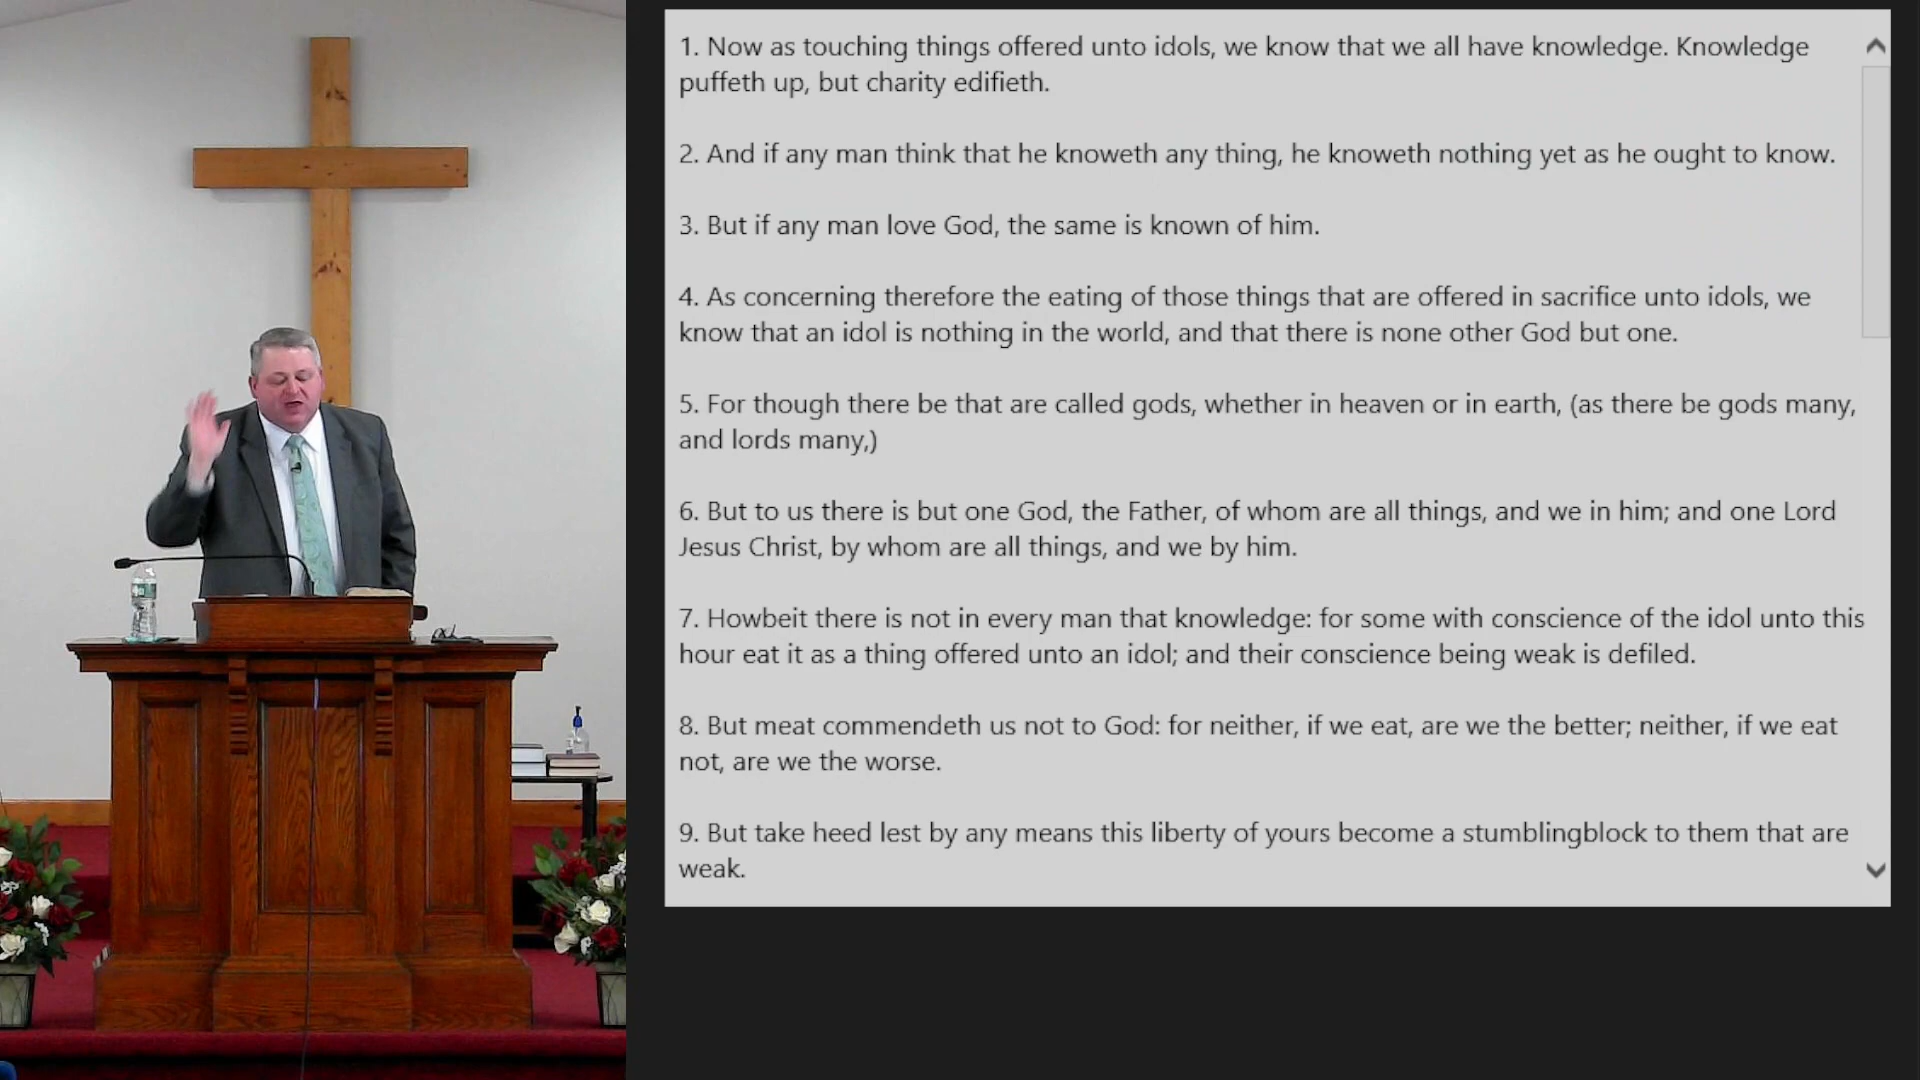 1. Now as touching things offered unto idols, we know that we all have knowledge. Knowledge
puffeth up, but charity edifieth.
2. And if any man think that he knoweth any thing, he knoweth nothing yet as he ought to know.
3. But if any man love God, the same is known of him.
4. As concerning therefore the eating of those things that are offered in sacrifice unto idols, we
know that an idol is nothing in the world, and that there is none other God but one.
5. For though there be that are called gods, whether in heaven or in earth, (as there be gods many,
and lords many,)
6. But to us there is but one God, the Father, of whom are all things, and we in him; and one Lord
Jesus Christ, by whom are all things, and we by him.
7. Howbeit there is not in every man that knowledge: for some with conscience of the idol unto this
hour eat it as a thing offered unto an idol; and their conscience being weak is defiled.
8. But meat commendeth us not to God: for neither, if we eat, are we the better; neither, if we eat
not, are we the worse.
9. But take heed lest by any means this liberty of yours become a stumblingblock to them that are
weak.